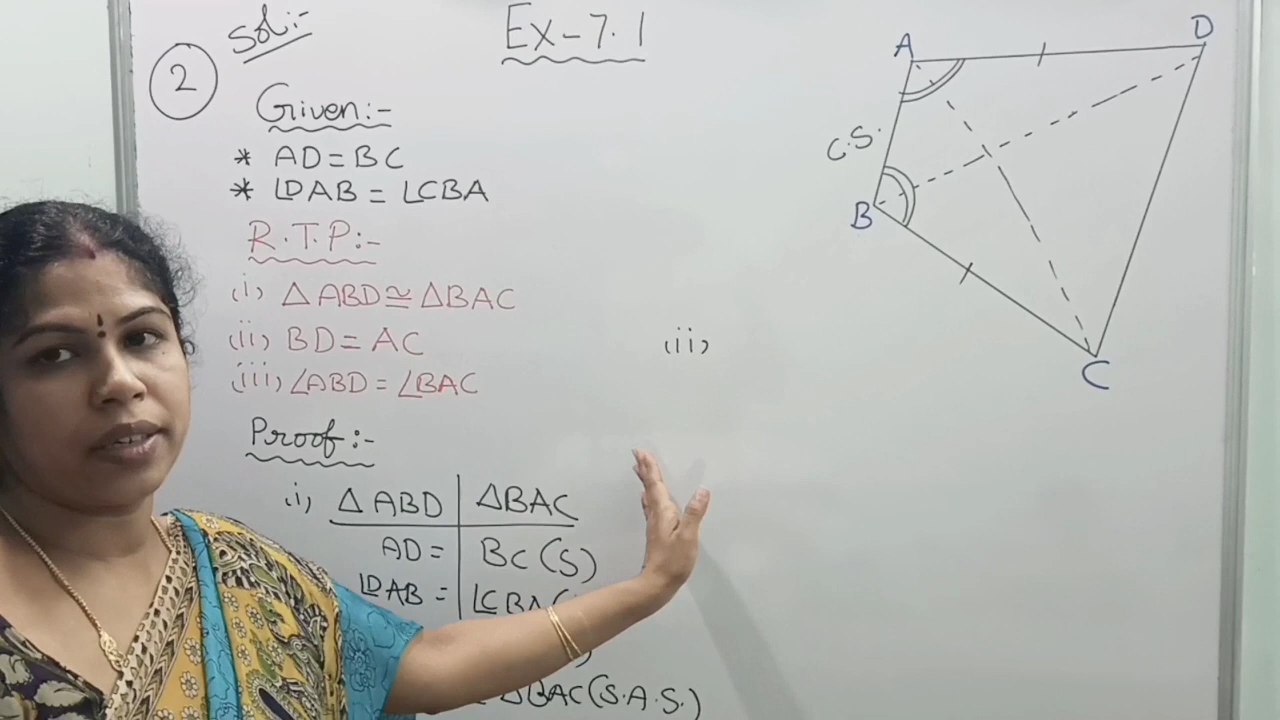 Ex-7.1
2 Sol:-
Given:-
* AD = BC
* ∠DAB = ∠CBA
R.T.P:-
(i) △ABD ≅ △BAC
(ii) BD = AC
(iii) ∠ABD = ∠BAC
Proof:-
(i) △ABD | △BAC
AD = | BC (S)
∠DAB = | ∠CBA (
△BAC (S.A.S.)
(ii)
A
D
C.S.
B
C